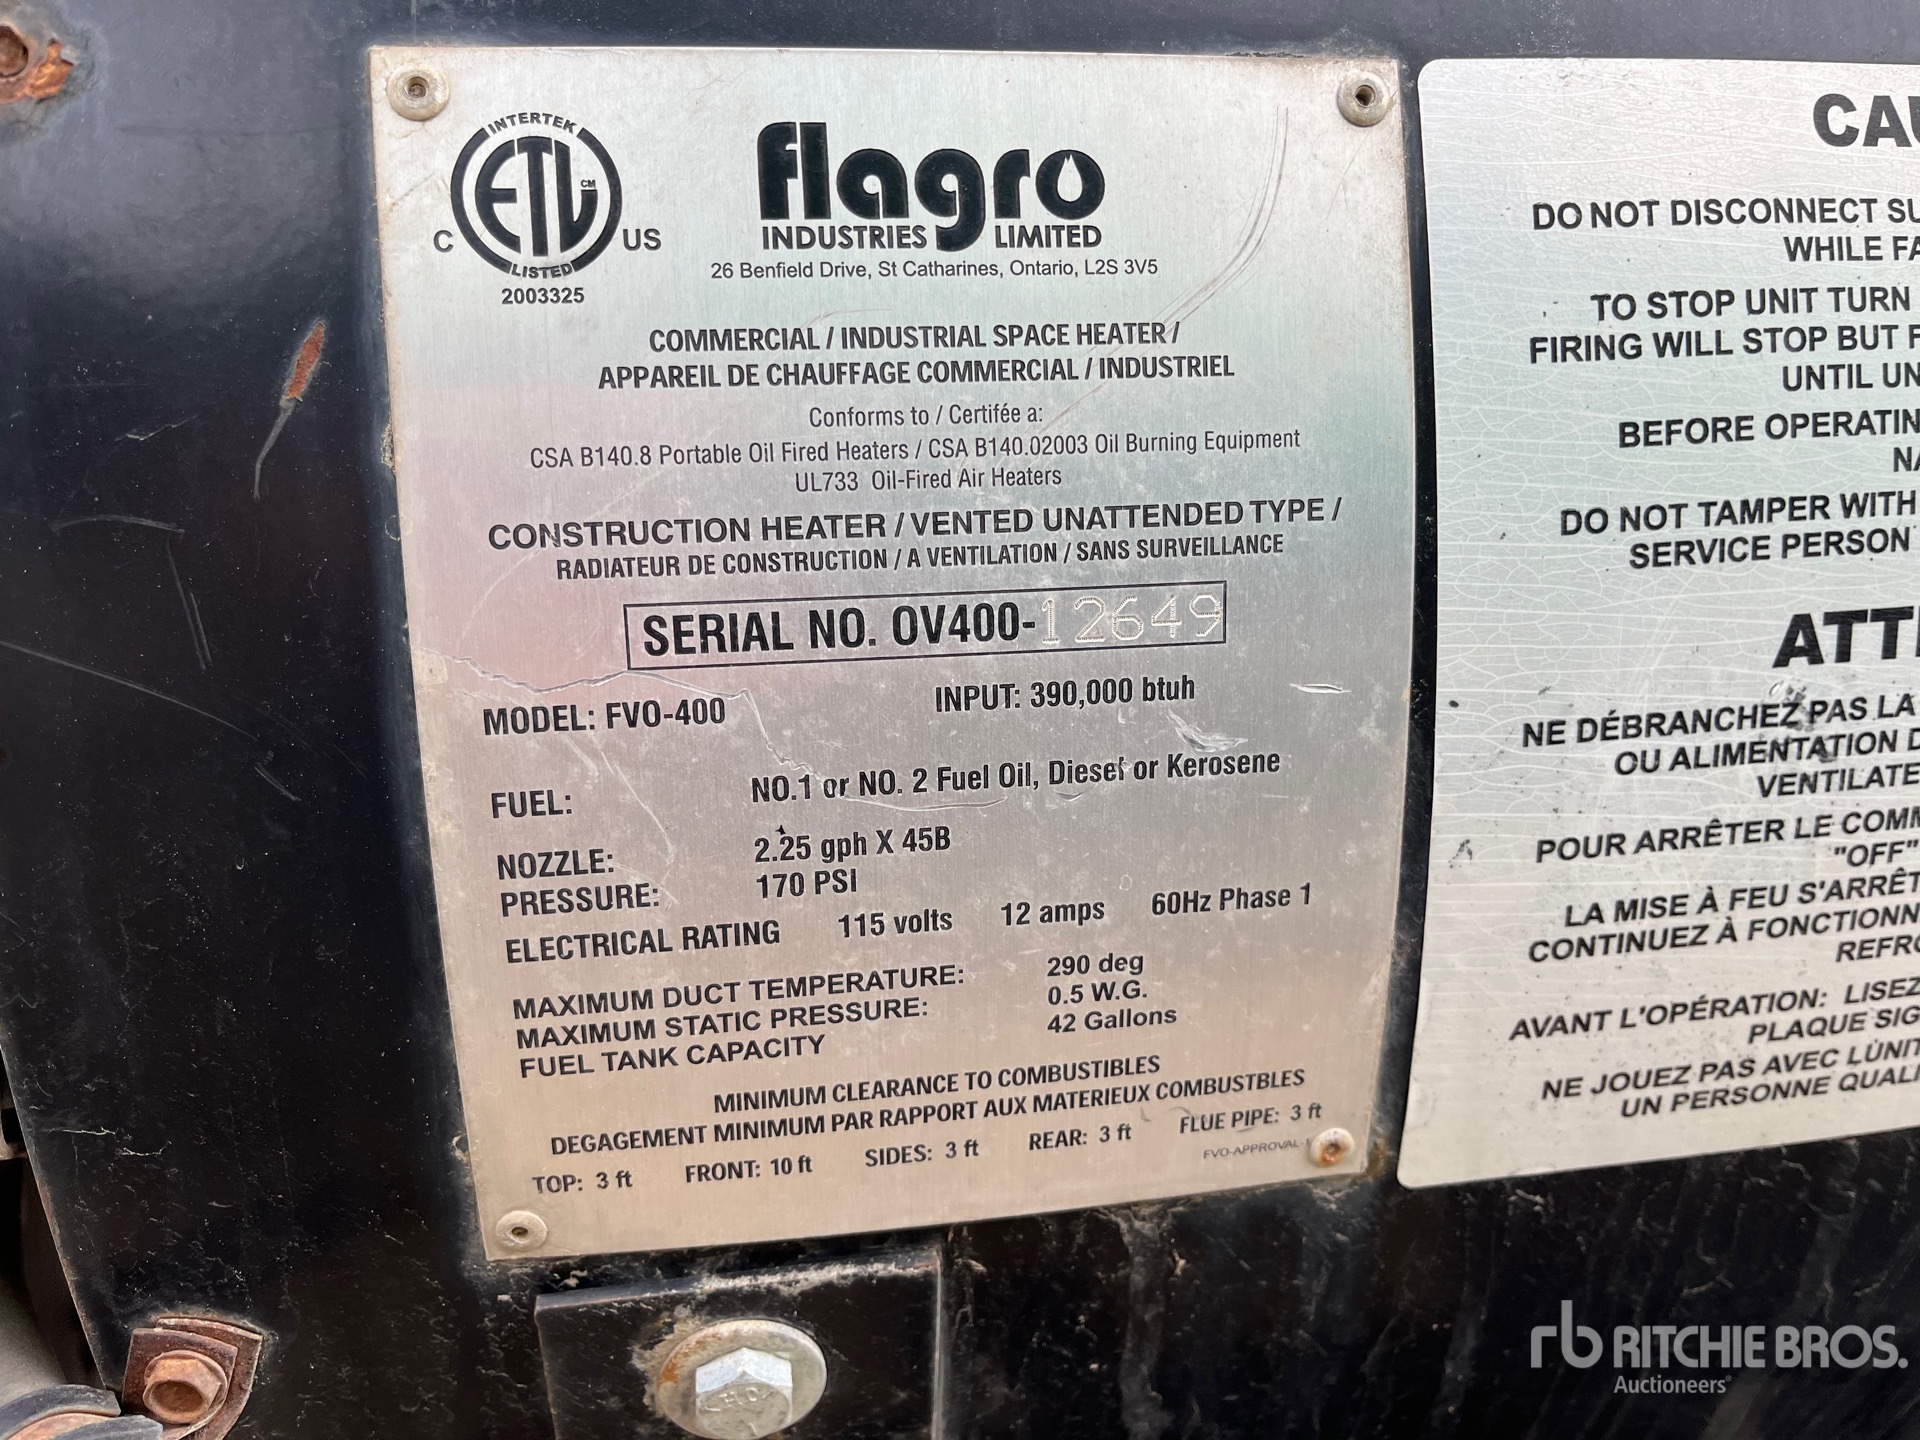 INTERTEK
ETL CM
C US
LISTED
2003325
flagro
INDUSTRIES LIMITED
26 Benfield Drive, St Catharines, Ontario, L2S 3V5
COMMERCIAL / INDUSTRIAL SPACE HEATER /
APPAREIL DE CHAUFFAGE COMMERCIAL / INDUSTRIEL
Conforms to / Certifée a:
CSA B140.8 Portable Oil Fired Heaters / CSA B140.02003 Oil Burning Equipment
UL733 Oil-Fired Air Heaters
CONSTRUCTION HEATER / VENTED UNATTENDED TYPE /
RADIATEUR DE CONSTRUCTION / A VENTILATION / SANS SURVEILLANCE
SERIAL NO. OV400-12649
MODEL: FVO-400 INPUT: 390,000 btuh
FUEL: NO.1 or NO. 2 Fuel Oil, Diesel or Kerosene
NOZZLE: 2.25 gph X 45B
PRESSURE: 170 PSI
ELECTRICAL RATING 115 volts 12 amps 60Hz Phase 1
MAXIMUM DUCT TEMPERATURE: 290 deg
MAXIMUM STATIC PRESSURE: 0.5 W.G.
FUEL TANK CAPACITY 42 Gallons
MINIMUM CLEARANCE TO COMBUSTIBLES
DEGAGEMENT MINIMUM PAR RAPPORT AUX MATERIEUX COMBUSTBLES
TOP: 3 ft FRONT: 10 ft SIDES: 3 ft REAR: 3 ft FLUE PIPE: 3 ft
FVO-APPROVAL-
CAU
DO NOT DISCONNECT SU
WHILE FA
TO STOP UNIT TURN
FIRING WILL STOP BUT F
UNTIL UN
BEFORE OPERATIN
NA
DO NOT TAMPER WITH
SERVICE PERSON
ATTE
NE DÉBRANCHEZ PAS LA
OU ALIMENTATION D
VENTILATE
POUR ARRÊTER LE COMM
"OFF"
LA MISE À FEU S'ARRÊT
CONTINUEZ À FONCTIONN
REFRO
AVANT L'OPÉRATION: LISEZ
PLAQUE SIG
NE JOUEZ PAS AVEC LÙNIT
UN PERSONNE QUALI
rb RITCHIE BROS.
Auctioneers